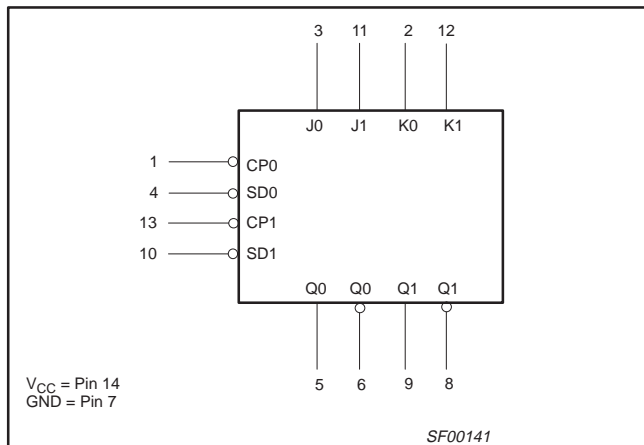 3 11 2 12
J0 J1 K0 K1
1 CP0
4 SD0
13 CP1
10 SD1
Q0 Q0 Q1 Q1
5 6 9 8
VCC = Pin 14
GND = Pin 7
SF00141